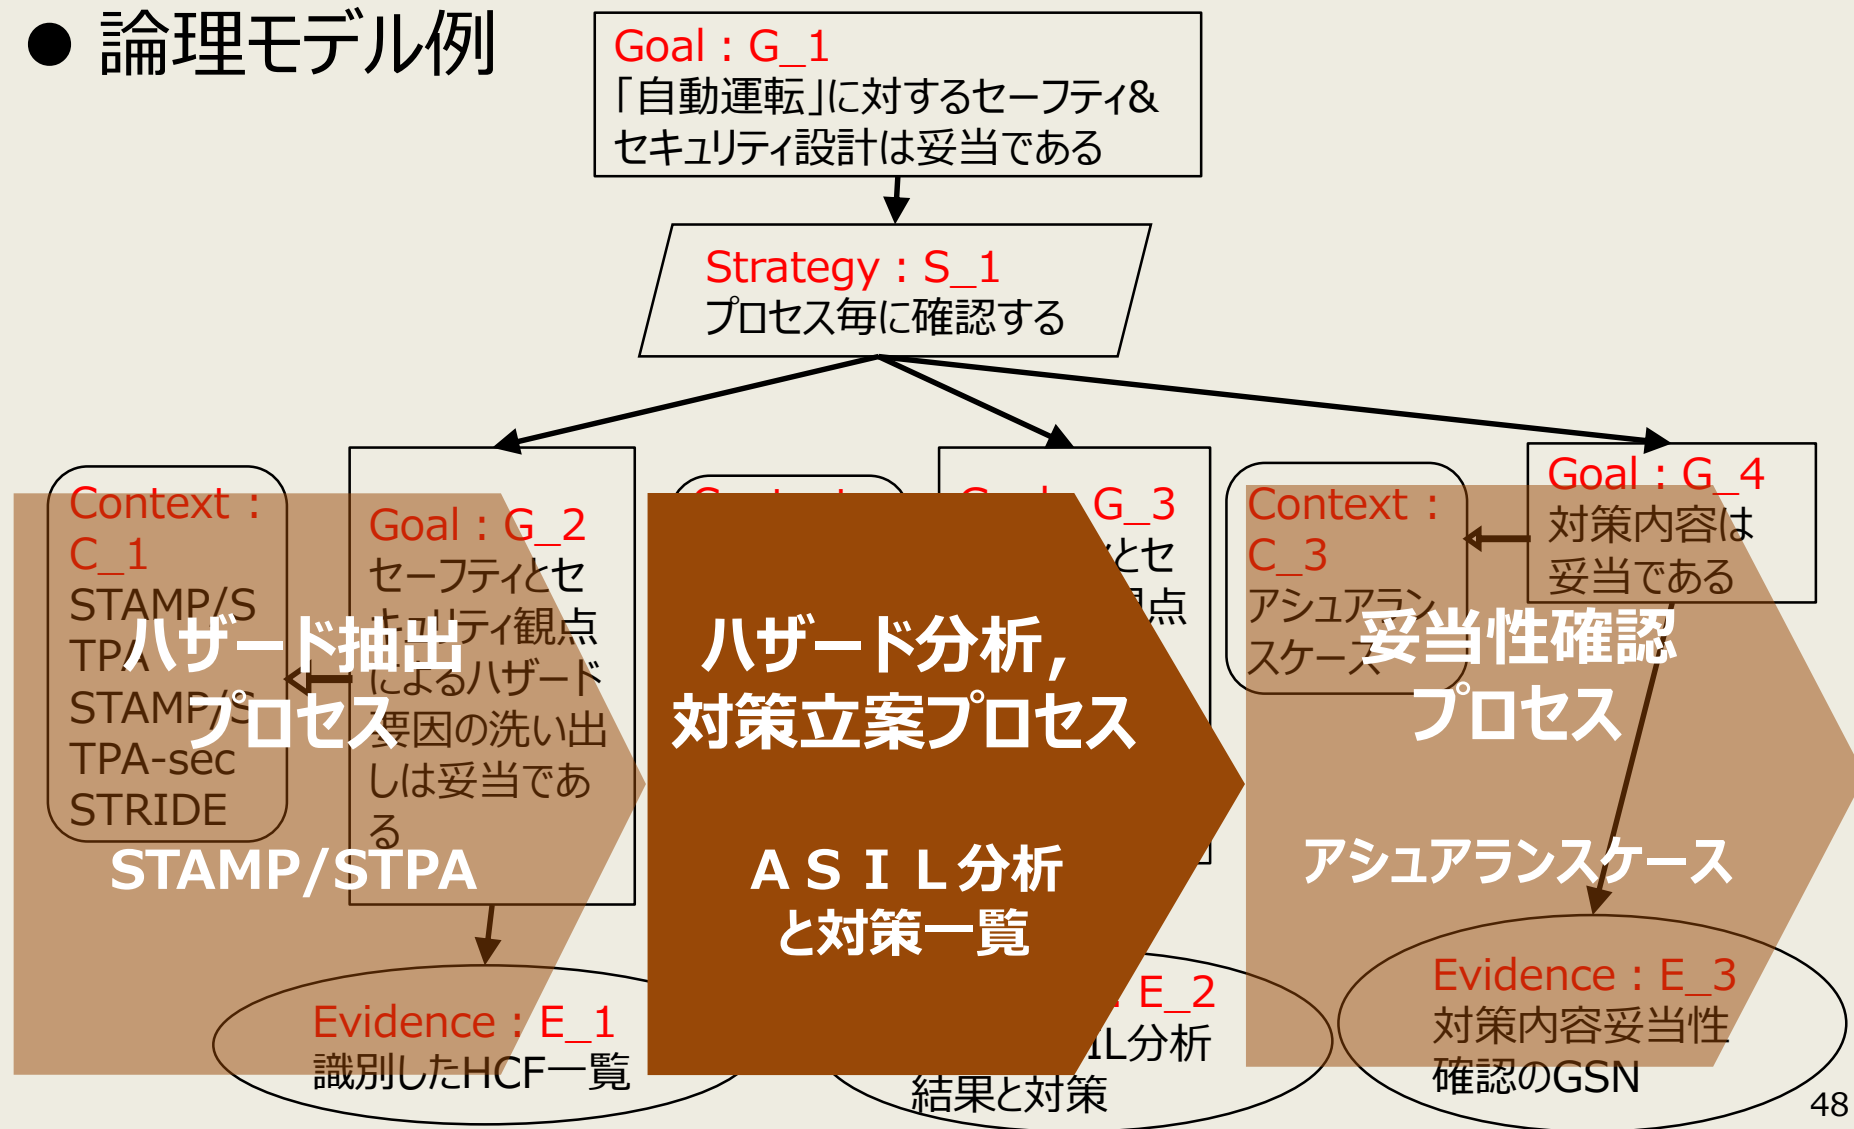 ● 論理モデル例
Goal：G_1
「自動運転」に対するセーフティ&
セキュリティ設計は妥当である
Strategy：S_1
プロセス毎に確認する
Context：
C_1
STAMP/S
TPA
STAMP/S
TPA-sec
STRIDE
Goal：G_2
セーフティとセ
キュリティ観点
によるハザード
要因の洗い出
しは妥当であ
る
ハザード抽出
プロセス
STAMP/STPA
Evidence：E_1
識別したHCF一覧
G_3
とセ
点
ハザード分析，
対策立案プロセス
ＡＳＩＬ分析
と対策一覧
：E_2
IL分析
結果と対策
Context：
C_3
アシュアラン
スケース
Goal：G_4
対策内容は
妥当である
妥当性確認
プロセス
アシュアランスケース
Evidence：E_3
対策内容妥当性
確認のGSN
48